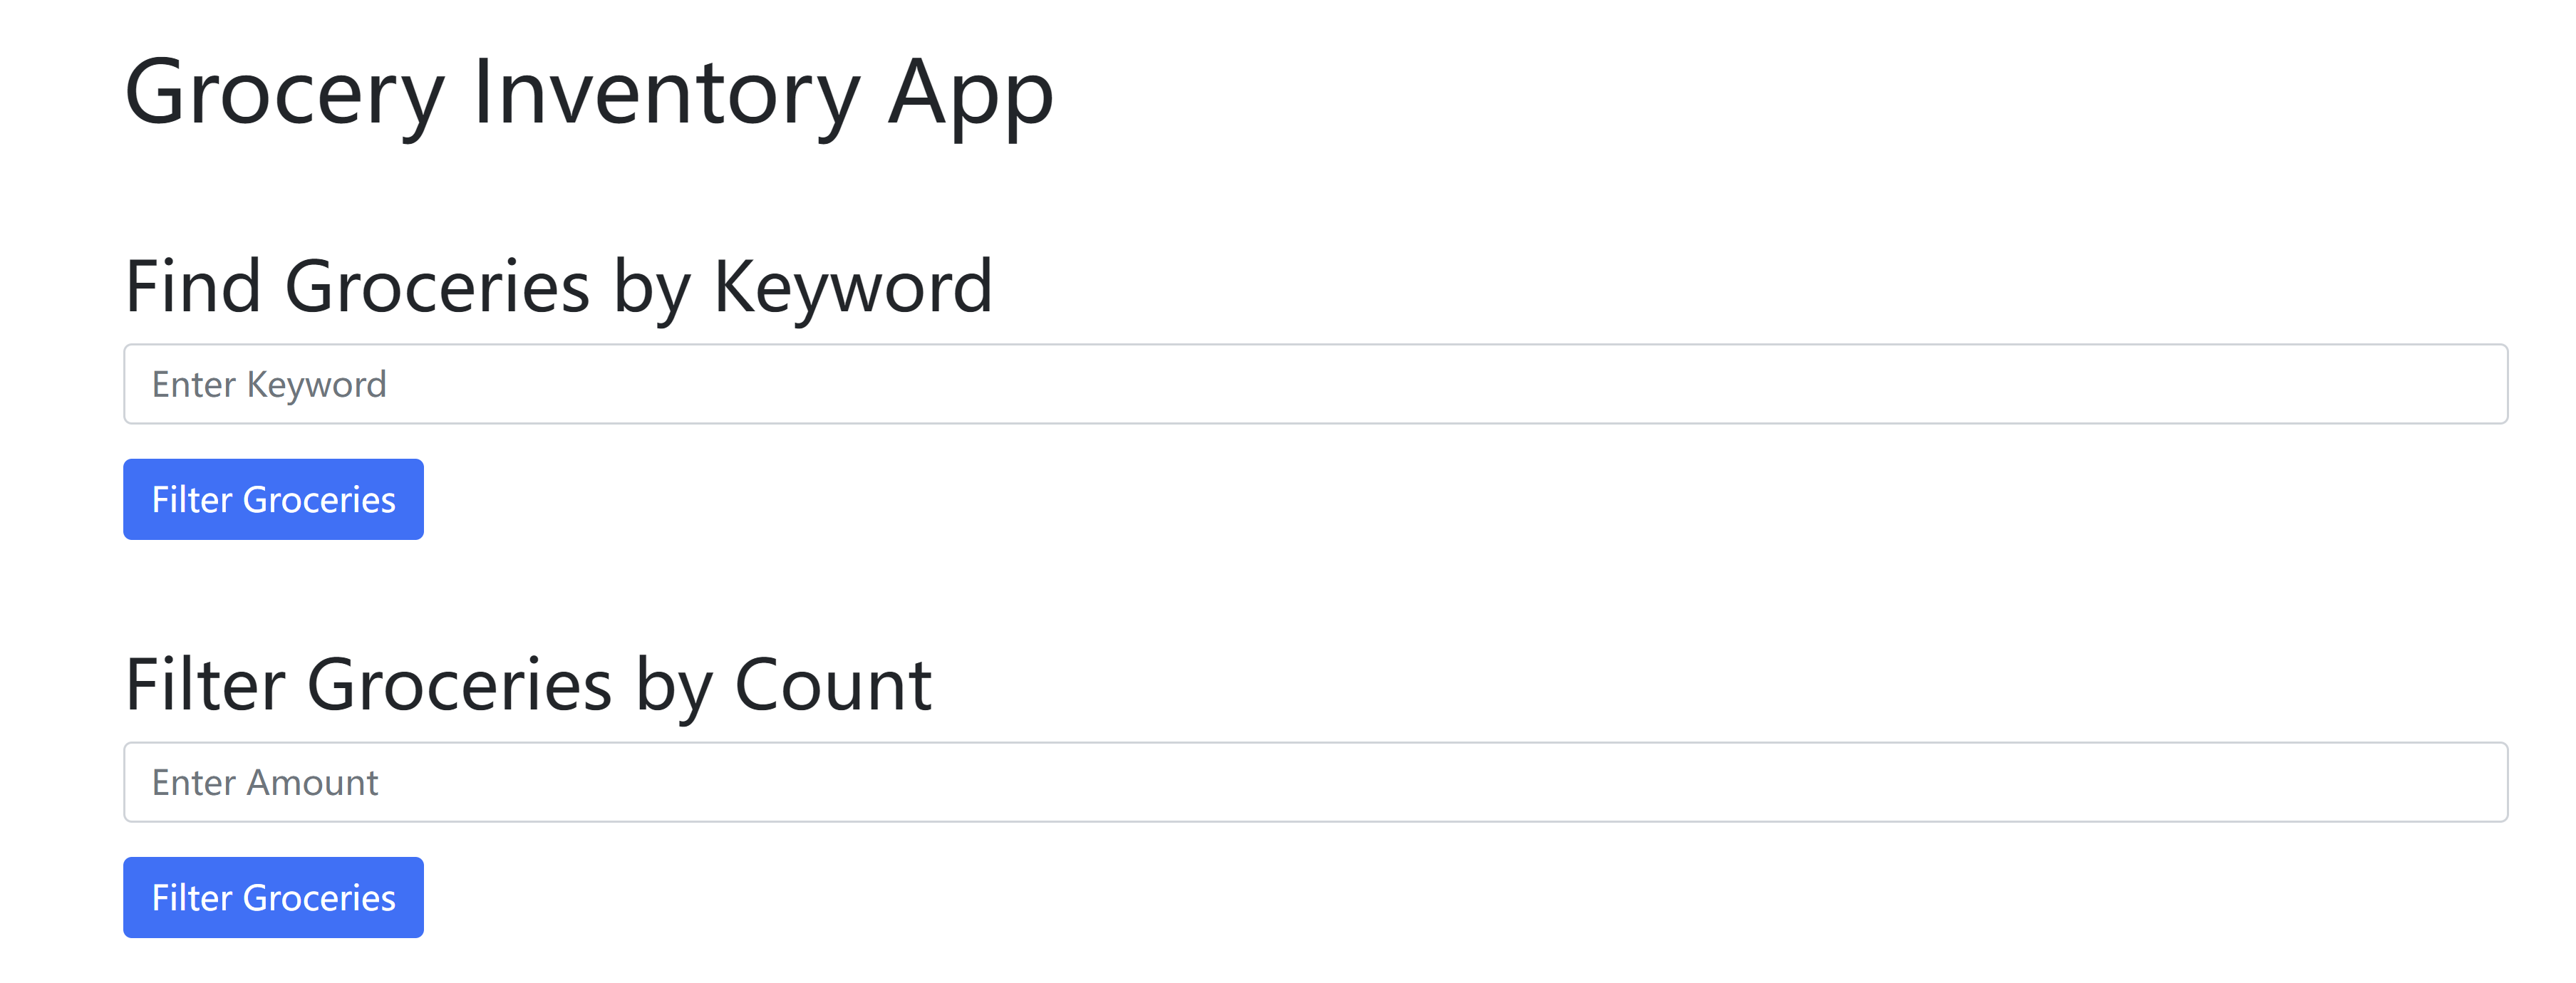 Grocery Inventory App
Find Groceries by Keyword
Enter Keyword
Filter Groceries
Filter Groceries by Count
Enter Amount
Filter Groceries